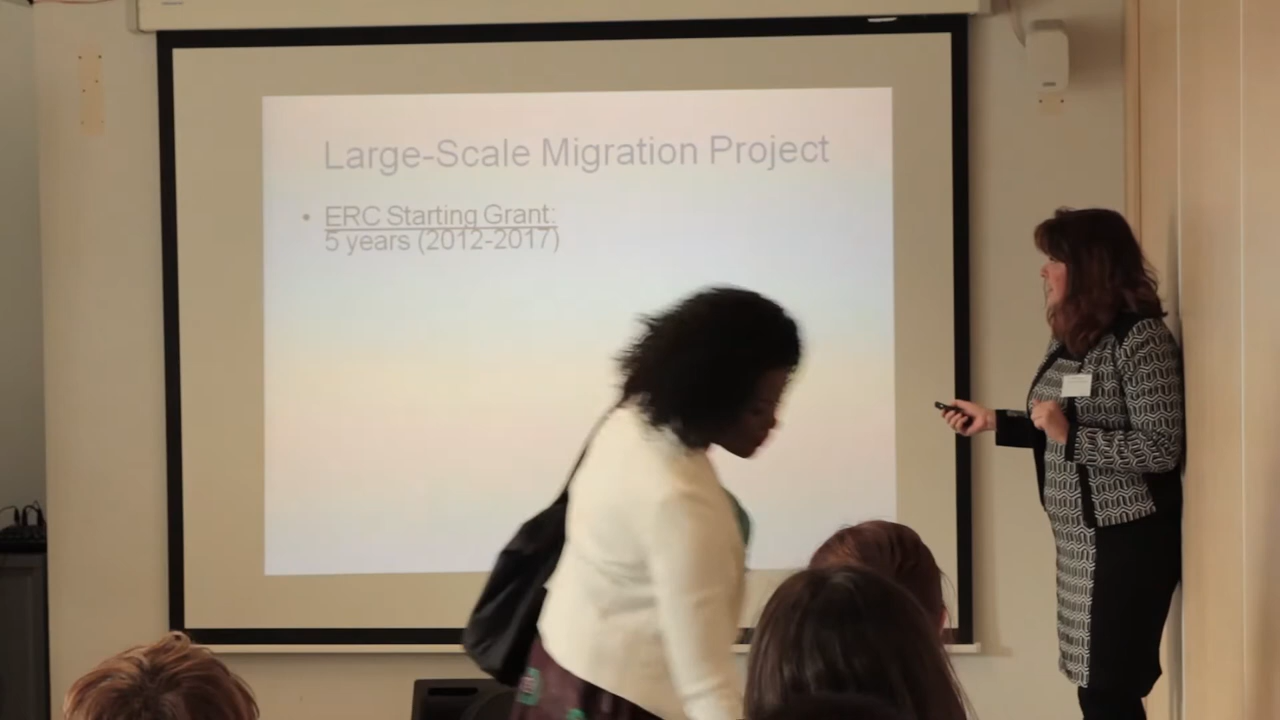 Large-Scale Migration Project
• ERC Starting Grant:
5 years (2012-2017)